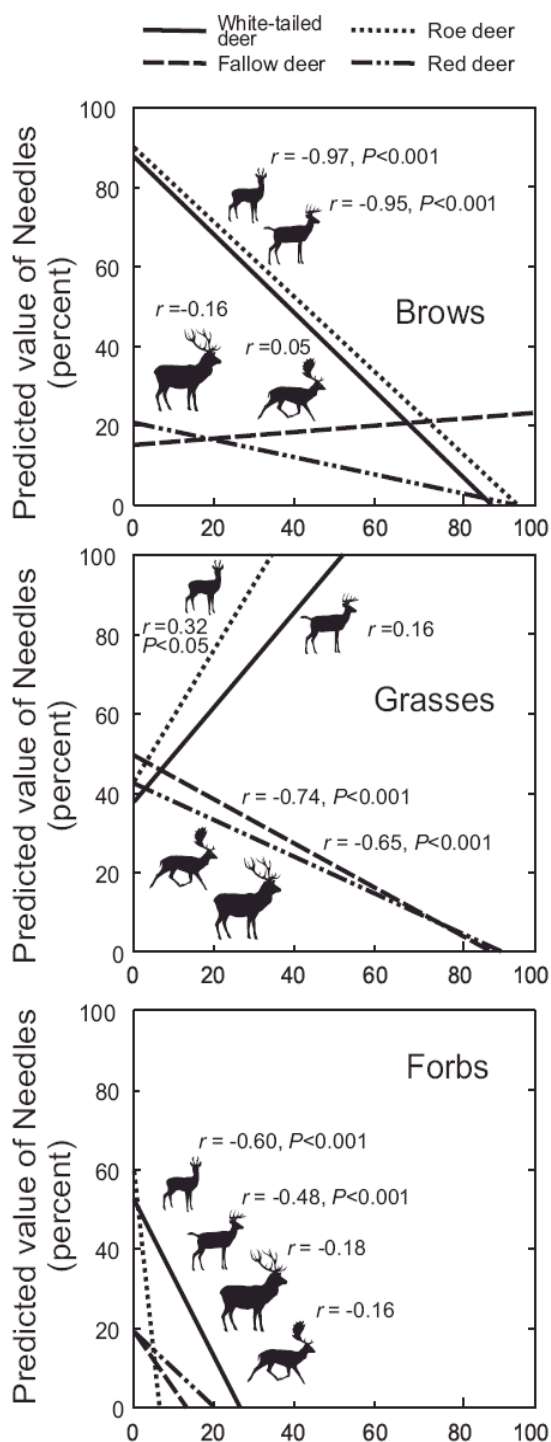 White-tailed deer
Roe deer
Fallow deer
Red deer
Predicted value of Needles
(percent)
100
80
60
40
20
0
r = -0.97, P<0.001
r = -0.95, P<0.001
r =-0.16
r =0.05
Brows
0 20 40 60 80 100
Predicted value of Needles
(percent)
100
80
60
40
20
0
r =0.32
P<0.05
r =0.16
Grasses
r = -0.74, P<0.001
r = -0.65, P<0.001
0 20 40 60 80 100
Predicted value of Needles
(percent)
100
80
60
40
20
0
Forbs
r = -0.60, P<0.001
r = -0.48, P<0.001
r = -0.18
r = -0.16
0 20 40 60 80 100